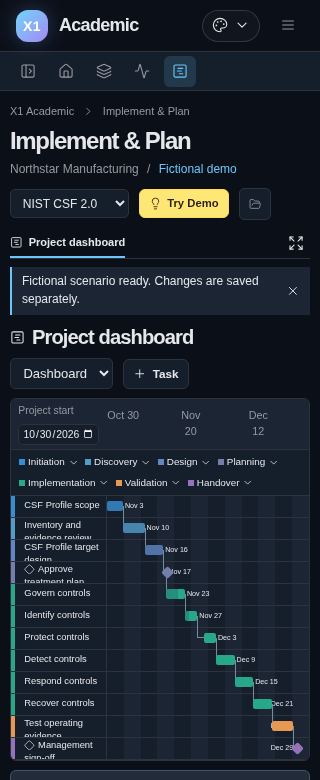 X1 Academic
X1 Academic > Implement & Plan
Implement & Plan
Northstar Manufacturing / Fictional demo
NIST CSF 2.0 Try Demo
Project dashboard
Fictional scenario ready. Changes are saved
separately.
Project dashboard
Dashboard + Task
Project start
10/30/2026
Oct 30 Nov 20 Dec 12
Initiation Discovery Design Planning
Implementation Validation Handover
CSF Profile scope Nov 3
Inventory and
evidence review Nov 10
CSF Profile target
design Nov 16
Approve
treatment plan Nov 17
Govern controls Nov 23
Identify controls Nov 27
Protect controls Dec 3
Detect controls Dec 9
Respond controls Dec 15
Recover controls Dec 21
Test operating
evidence
Management
sign-off Dec 29